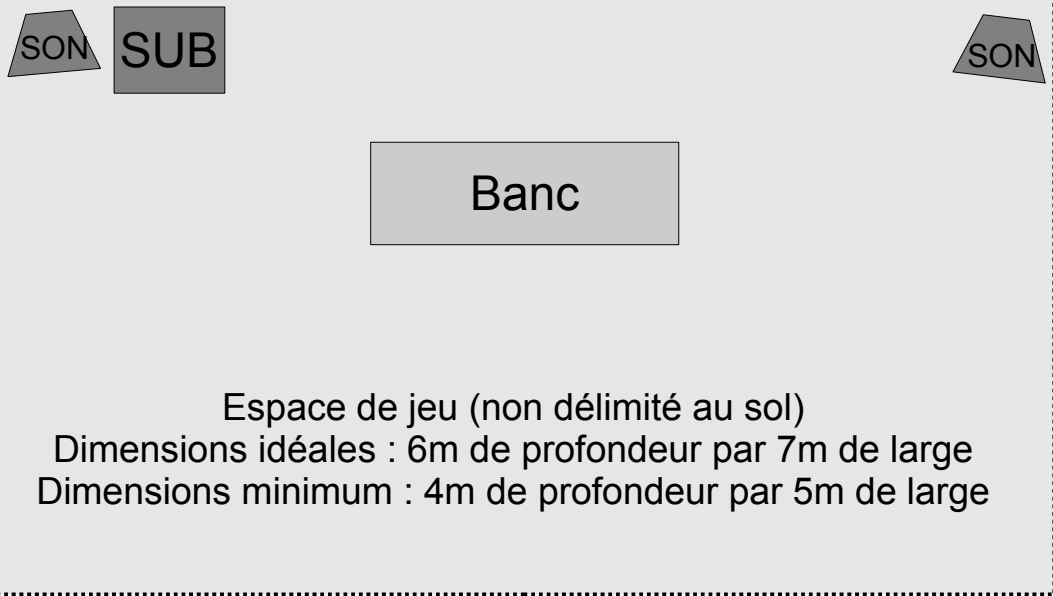 SON
SUB
SON
Banc
Espace de jeu (non délimité au sol)
Dimensions idéales : 6m de profondeur par 7m de large
Dimensions minimum : 4m de profondeur par 5m de large